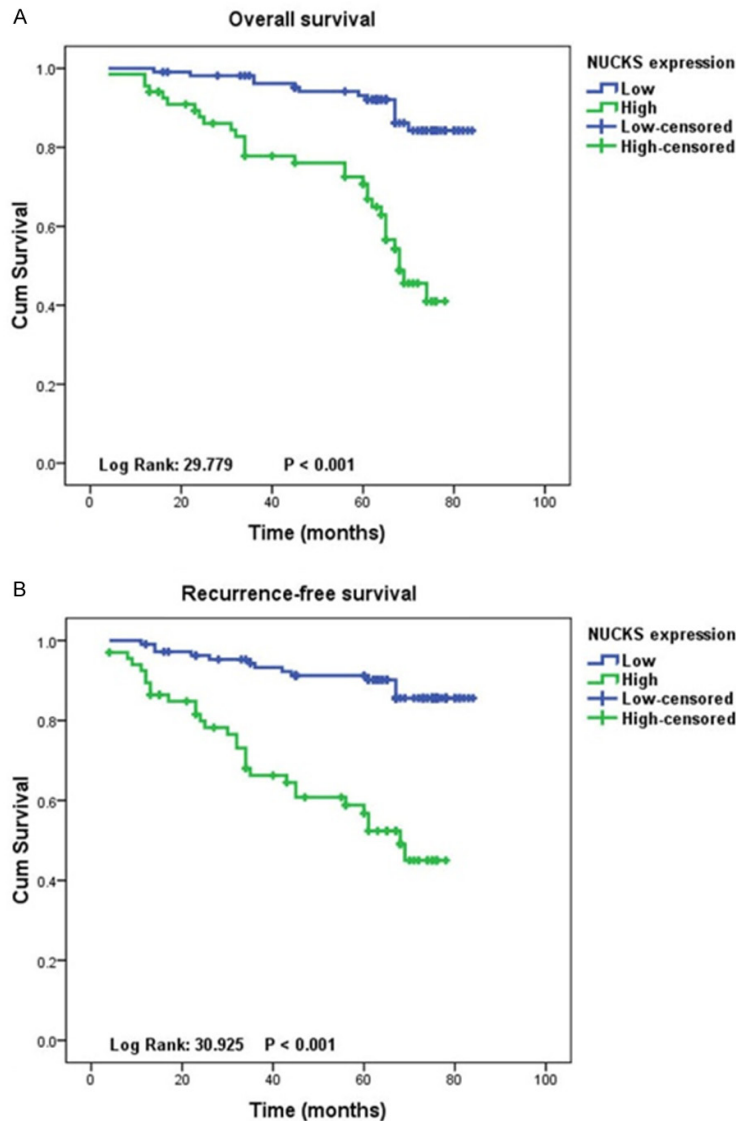 A
Overall survival
NUCKS expression
Low
High
Low-censored
High-censored
Cum Survival
1.0
0.8
0.6
0.4
0.2
0.0
Log Rank: 29.779 P < 0.001
0 20 40 60 80 100
Time (months)
B
Recurrence-free survival
NUCKS expression
Low
High
Low-censored
High-censored
Cum Survival
1.0
0.8
0.6
0.4
0.2
0.0
Log Rank: 30.925 P < 0.001
0 20 40 60 80 100
Time (months)